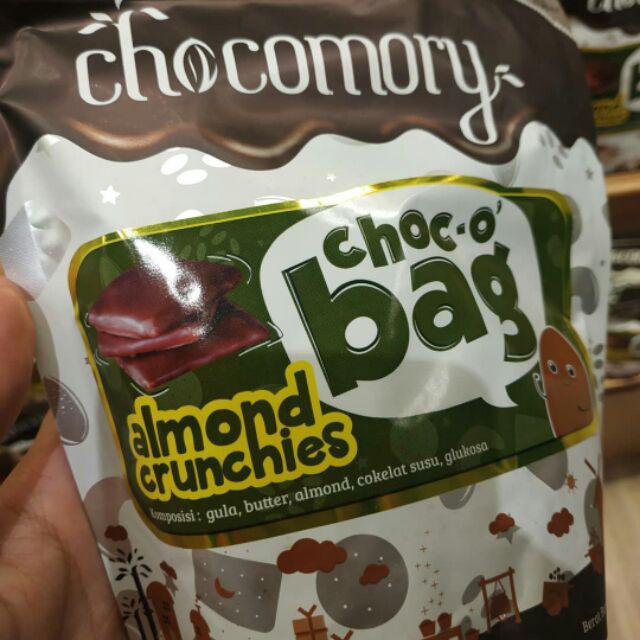 chocomory
choc-o'
bag
almond
crunchies
Komposisi : gula, butter, almond, cokelat susu, glukosa